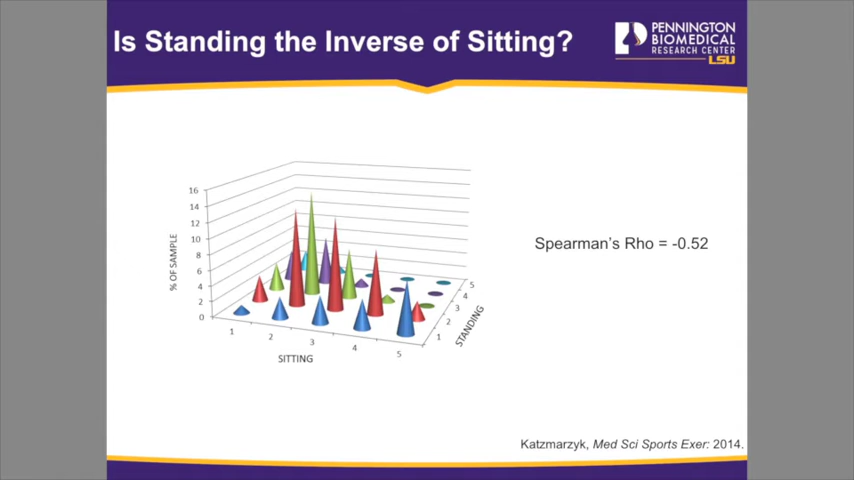 Is Standing the Inverse of Sitting?
PENNINGTON
BIOMEDICAL
RESEARCH CENTER
LSU
16
14
12
10
8
6
4
2
0
% OF SAMPLE
1
2
3
4
5
SITTING
1
2
3
4
5
STANDING
Spearman's Rho = -0.52
Katzmarzyk, Med Sci Sports Exer: 2014.